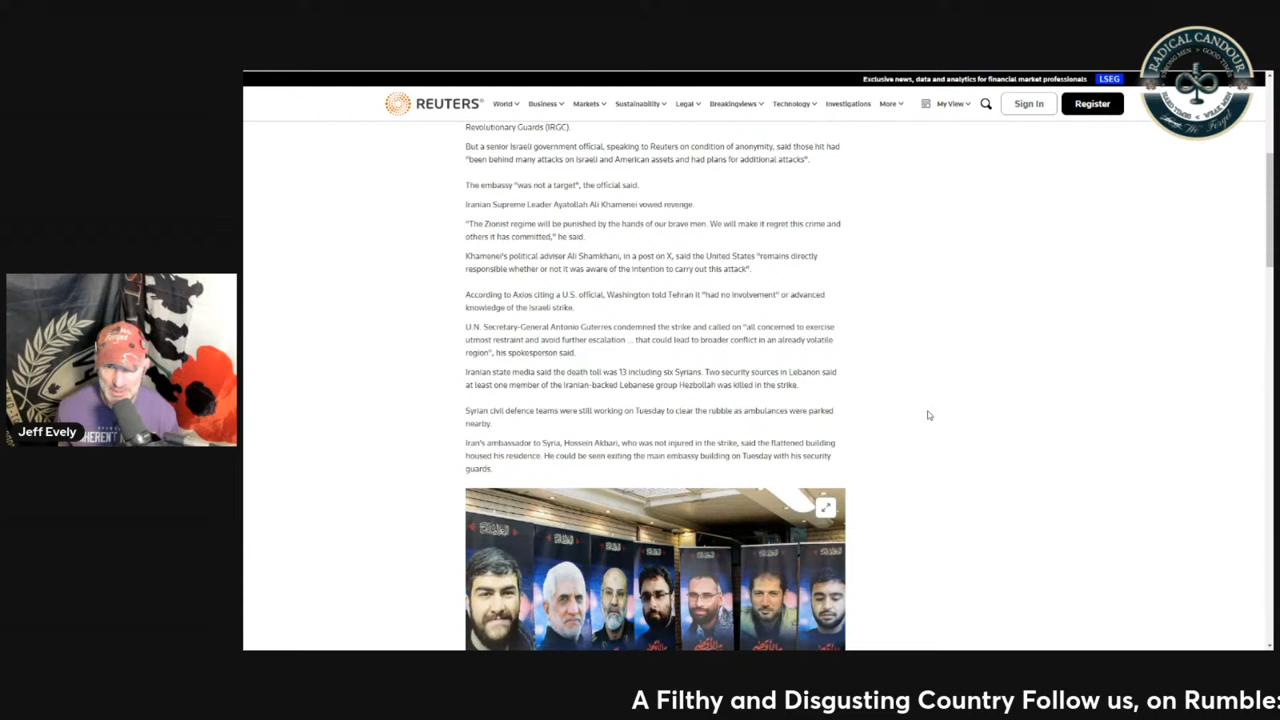 Exclusive news, data and analytics for financial market professionals LSEG
RADICAL CANDOUR
REUTERS World Business Markets Sustainability Legal Breakingviews Technology Investigations More My View Sign In Register
Revolutionary Guards (IRGC).
But a senior Israeli government official, speaking to Reuters on condition of anonymity, said those hit had
"been behind many attacks on Israeli and American assets and had plans for additional attacks".
The embassy "was not a target", the official said.
Iranian Supreme Leader Ayatollah Ali Khamenei vowed revenge.
"The Zionist regime will be punished by the hands of our brave men. We will make it regret this crime and
others it has committed," he said.
Khamenei's political adviser Ali Shamkhani, in a post on X, said the United States "remains directly
responsible whether or not it was aware of the intention to carry out this attack".
According to Axios citing a U.S. official, Washington told Tehran it "had no involvement" or advanced
knowledge of the Israeli strike.
U.N. Secretary-General Antonio Guterres condemned the strike and called on "all concerned to exercise
utmost restraint and avoid further escalation ... that could lead to broader conflict in an already volatile
region", his spokesperson said.
Iranian state media said the death toll was 13 including six Syrians. Two security sources in Lebanon said
at least one member of the Iranian-backed Lebanese group Hezbollah was killed in the strike.
Syrian civil defence teams were still working on Tuesday to clear the rubble as ambulances were parked
nearby.
Iran's ambassador to Syria, Hossein Akbari, who was not injured in the strike, said the flattened building
housed his residence. He could be seen exiting the main embassy building on Tuesday with his security
guards.
Jeff Evely
A Filthy and Disgusting Country Follow us, on Rumble: